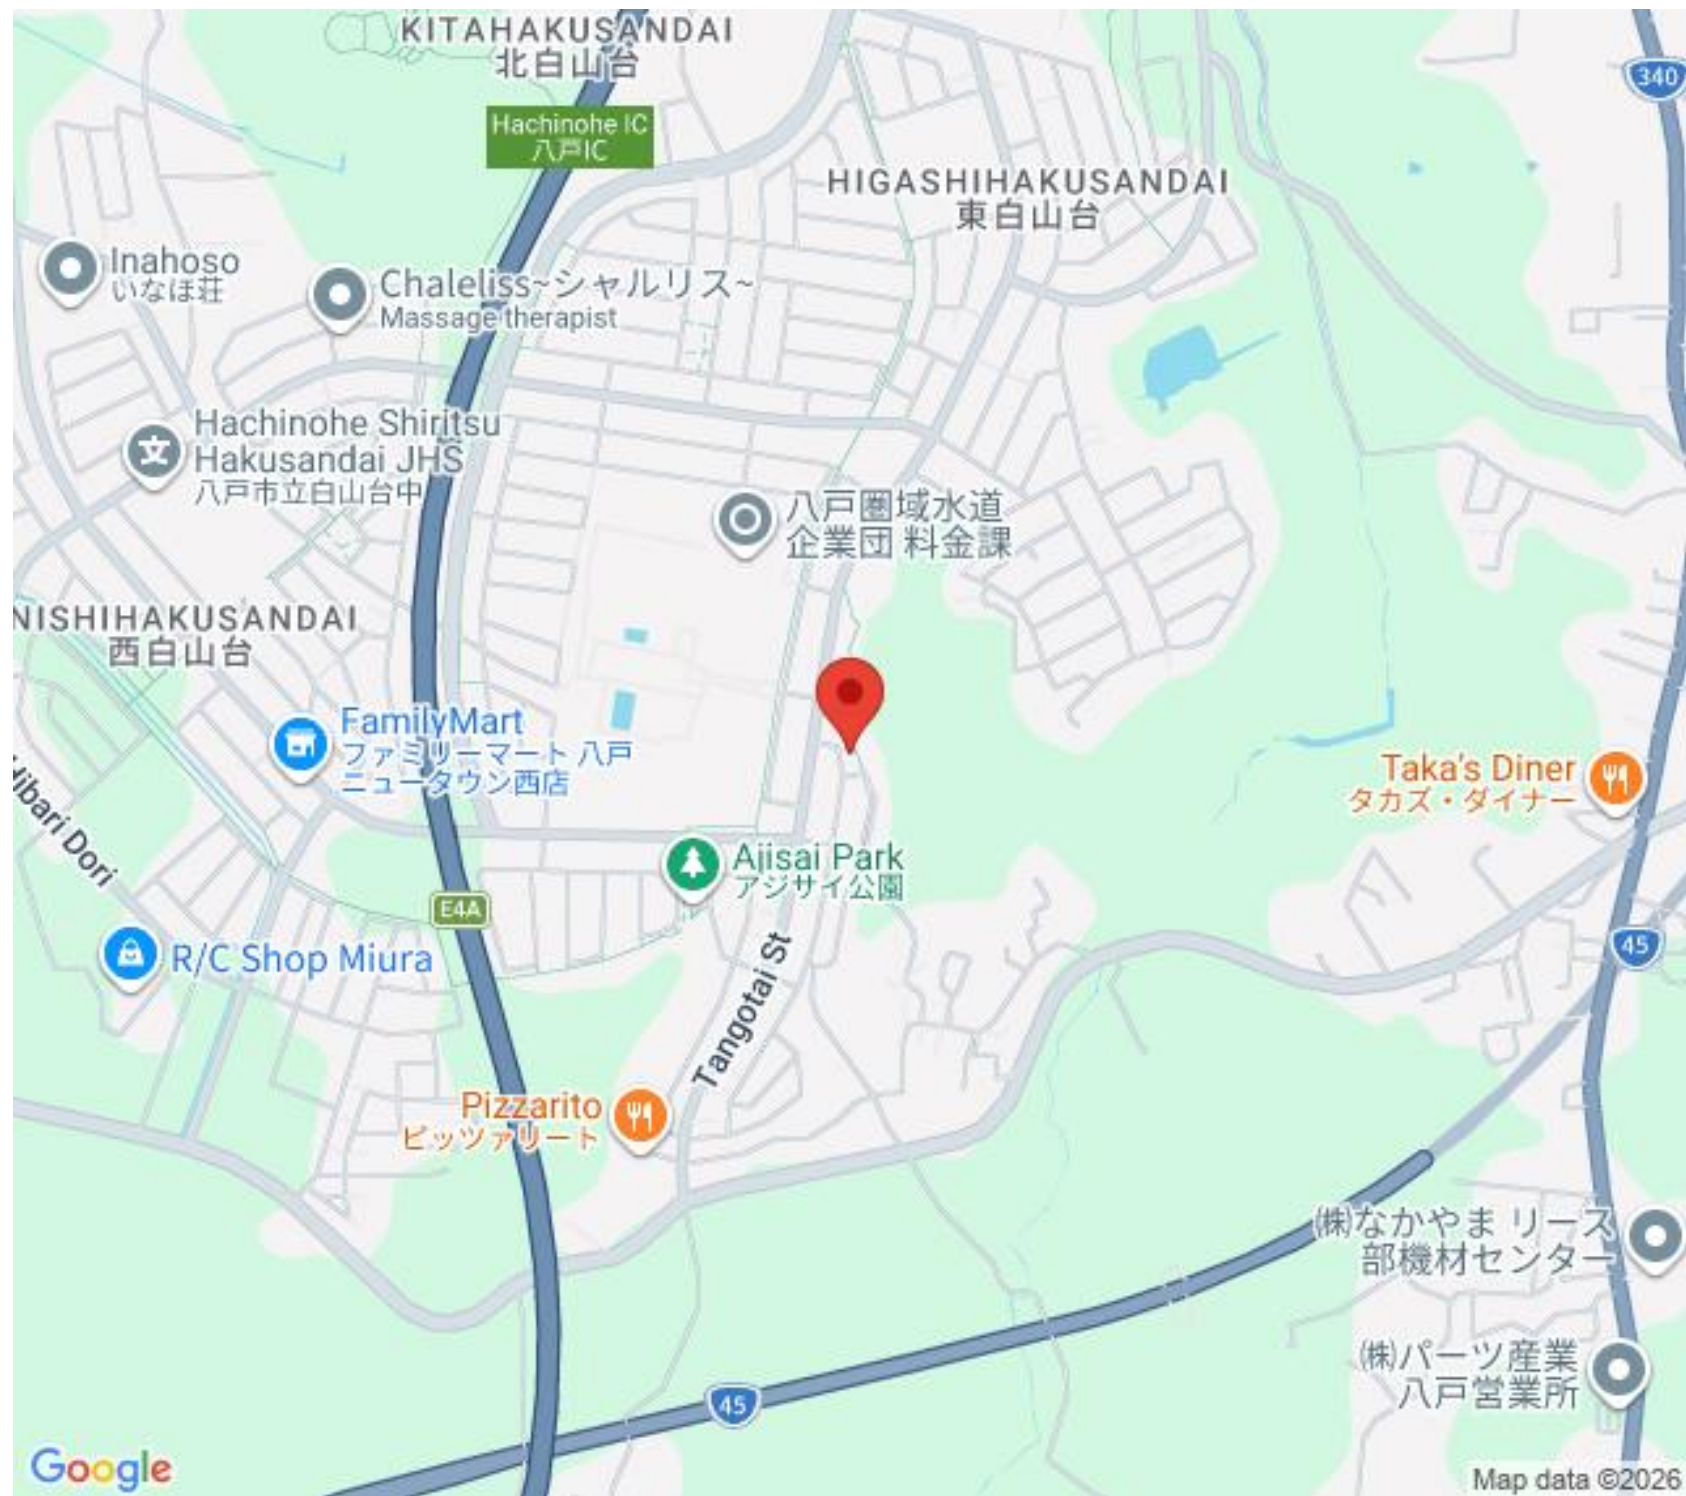 KITAHAKUSANDAI
北白山台
340
Hachinohe IC
八戸IC
HIGASHIHAKUSANDAI
東白山台
Inahoso
いなほ荘
Chaleliss~シャルリス~
Massage therapist
Hachinohe Shiritsu
Hakusandai JHS
八戸市立白山台中
文
八戸圏域水道
企業団 料金課
NISHIHAKUSANDAI
西白山台
FamilyMart
ファミリーマート 八戸
ニュータウン西店
Taka's Diner
タカズ・ダイナー
Hibari Dori
Ajisai Park
アジサイ公園
E4A
45
R/C Shop Miura
Tangotai St
Pizzarito
ピッツァリート
㈱なかやま リース
部機材センター
㈱パーツ産業
八戸営業所
45
Google
Map data ©2026